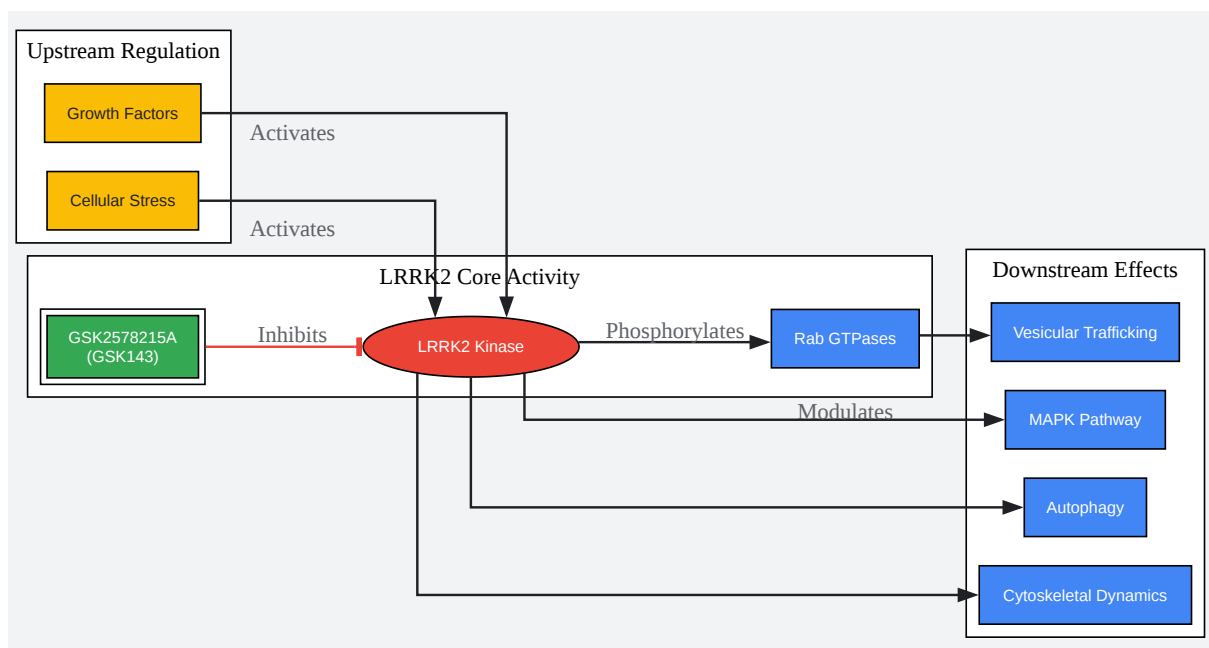 Upstream Regulation
Growth Factors
Activates
Cellular Stress
Activates
LRRK2 Core Activity
GSK2578215A
(GSK143)
Inhibits
LRRK2 Kinase
Phosphorylates
Rab GTPases
Modulates
Downstream Effects
Vesicular Trafficking
MAPK Pathway
Autophagy
Cytoskeletal Dynamics